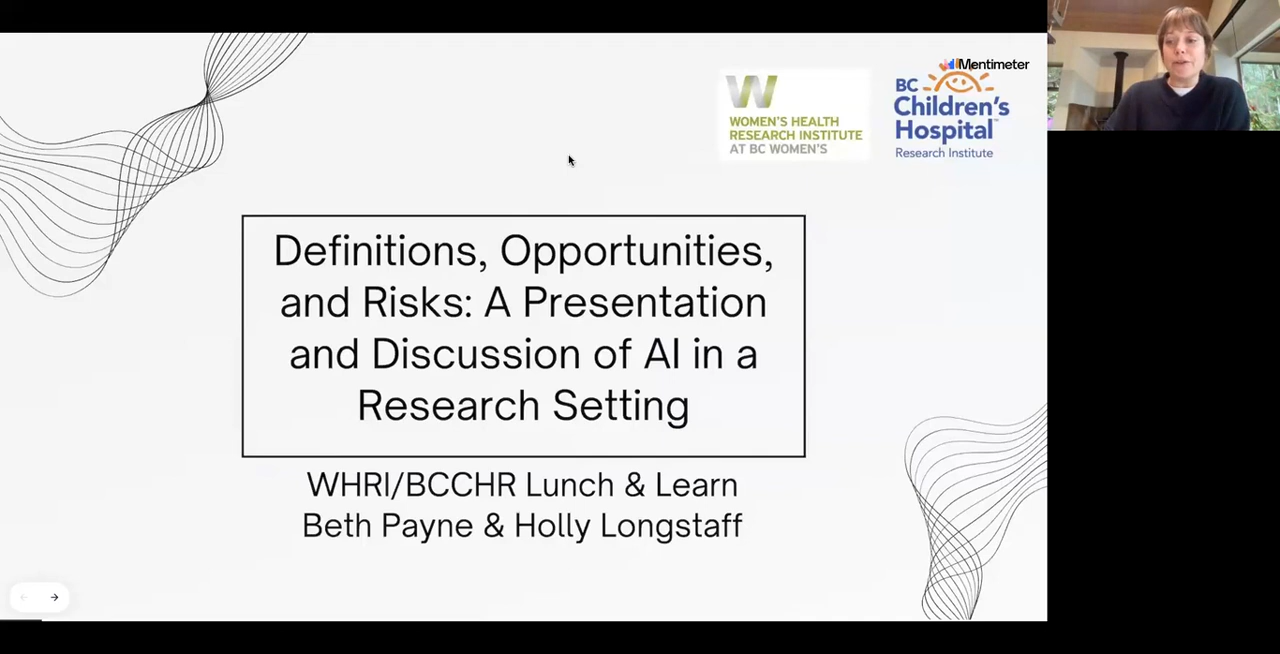 Mentimeter
W
WOMEN'S HEALTH
RESEARCH INSTITUTE
AT BC WOMEN'S
BC
Children's
Hospital™
Research Institute
Definitions, Opportunities,
and Risks: A Presentation
and Discussion of AI in a
Research Setting
WHRI/BCCHR Lunch & Learn
Beth Payne & Holly Longstaff